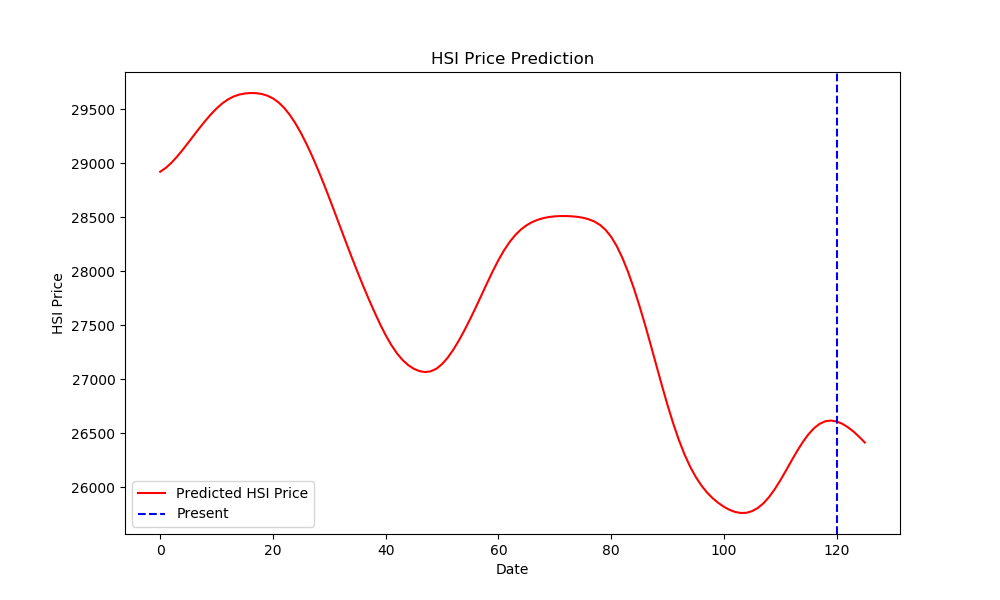 HSI Price Prediction
HSI Price
29500
29000
28500
28000
27500
27000
26500
26000
Predicted HSI Price
Present
0 20 40 60 80 100 120
Date